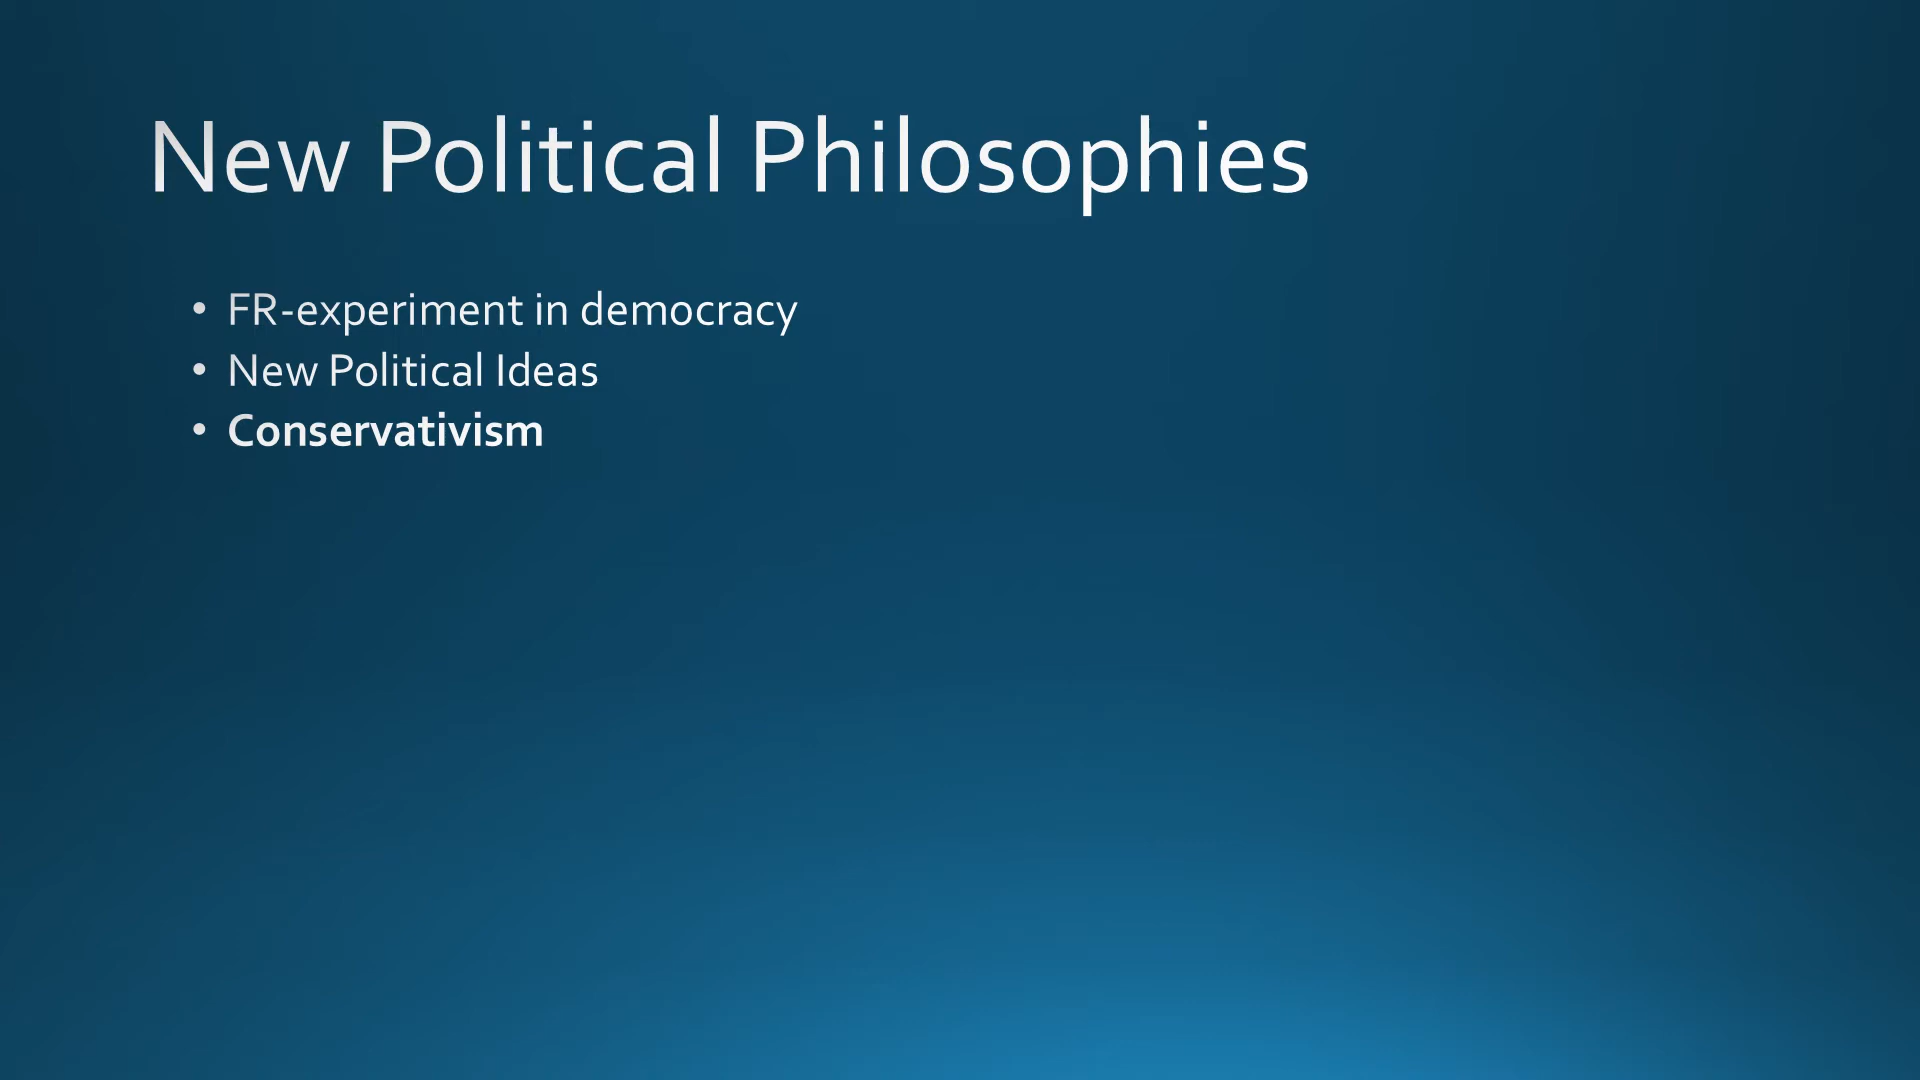 New Political Philosophies
• FR-experiment in democracy
• New Political Ideas
• Conservativism